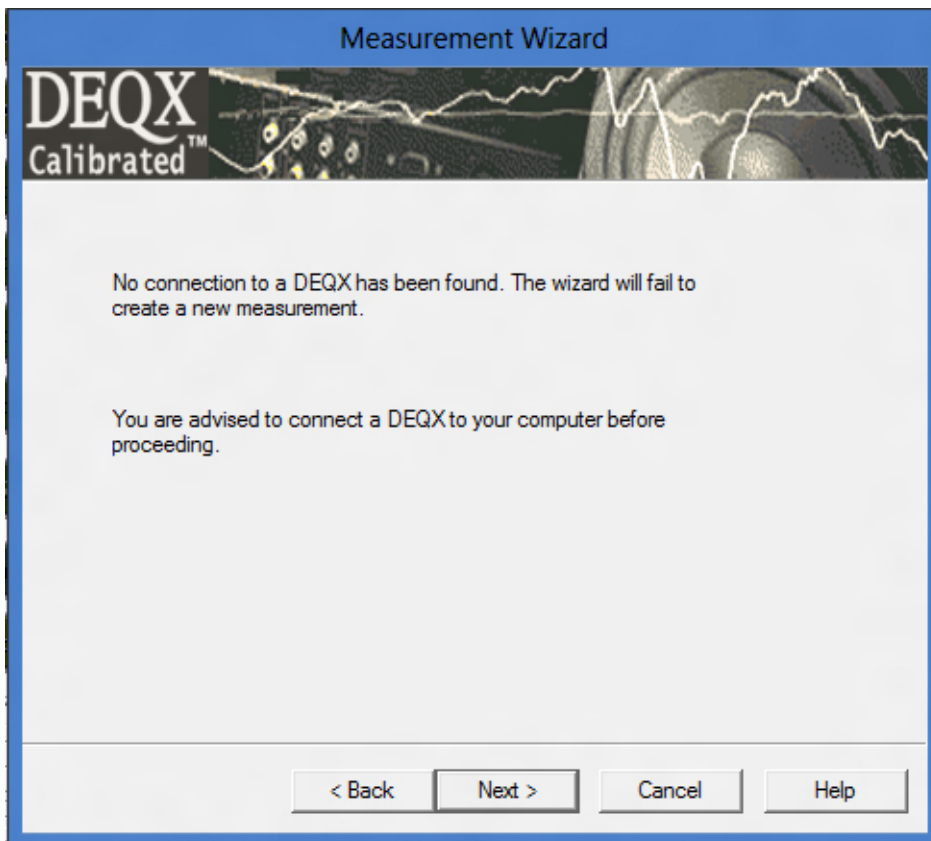 Measurement Wizard
DEQX
Calibrated™
No connection to a DEQX has been found. The wizard will fail to
create a new measurement.
You are advised to connect a DEQX to your computer before
proceeding.
< Back
Next >
Cancel
Help